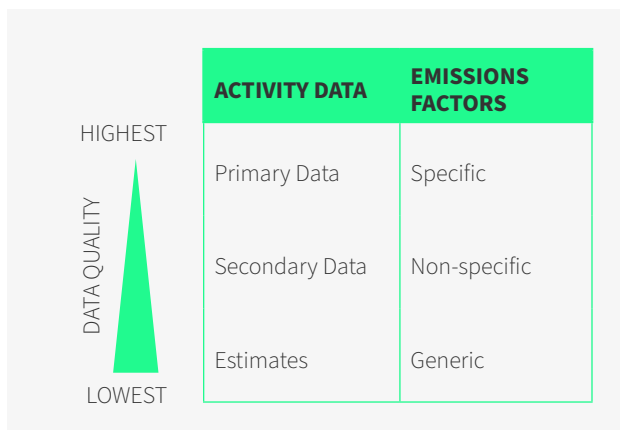 ACTIVITY DATA
EMISSIONS
FACTORS
HIGHEST
Primary Data
Specific
DATA QUALITY
Secondary Data
Non-specific
Estimates
Generic
LOWEST